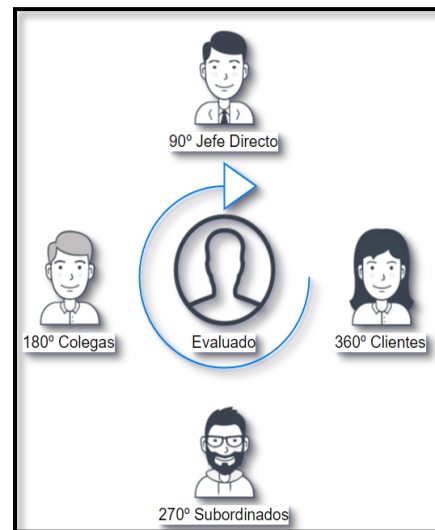 90º Jefe Directo
180º Colegas
Evaluado
360º Clientes
270º Subordinados